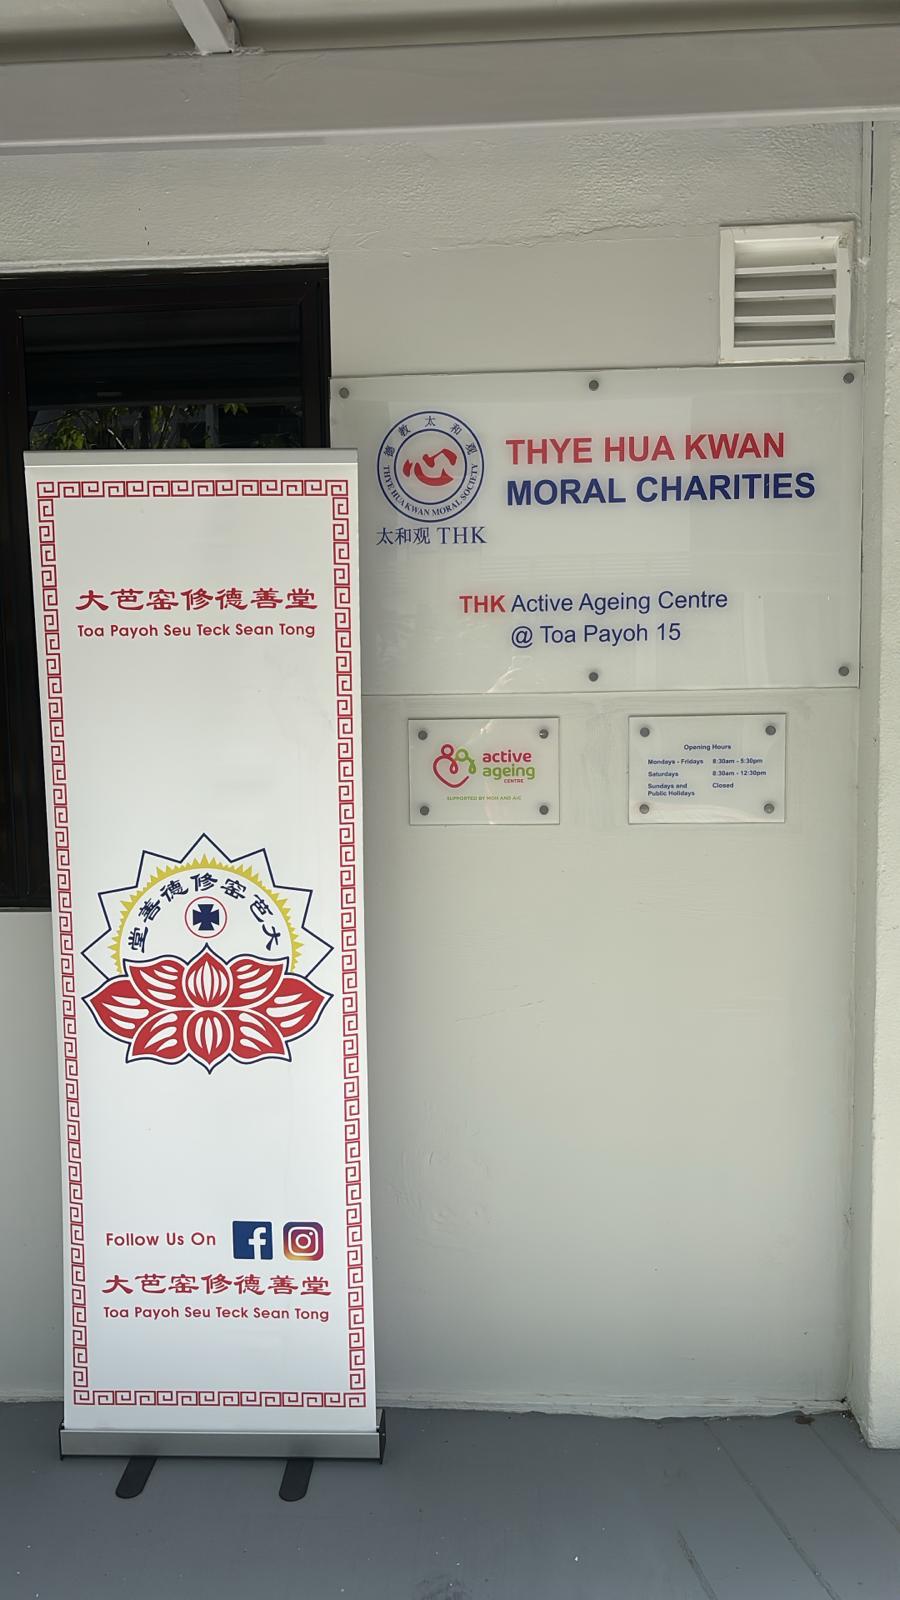 大芭窑修德善堂
Toa Payoh Seu Teck Sean Tong
大芭窑修德善堂
Follow Us On
大芭窑修德善堂
Toa Payoh Seu Teck Sean Tong
德教太和观
THYE HUA KWAN MORAL SOCIETY
心
太和观 THK
THYE HUA KWAN
MORAL CHARITIES
THK Active Ageing Centre
@ Toa Payoh 15
active
ageing
CENTRE
SUPPORTED BY MOH AND AIC
Opening Hours
Mondays - Fridays 8:30am - 5:30pm
Saturdays 8:30am - 12:30pm
Sundays and Closed
Public Holidays